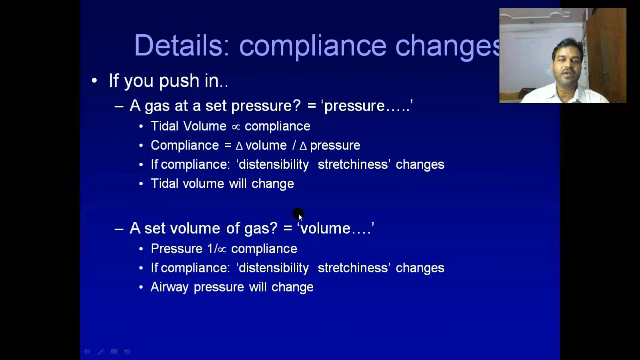 Details: compliance changes
• If you push in..
– A gas at a set pressure? = ‘pressure…..’
• Tidal Volume ∝ compliance
• Compliance = Δ volume / Δ pressure
• If compliance: ‘distensibility stretchiness’ changes
• Tidal volume will change
– A set volume of gas? = ‘volume….’
• Pressure 1/∝ compliance
• If compliance: ‘distensibility stretchiness’ changes
• Airway pressure will change